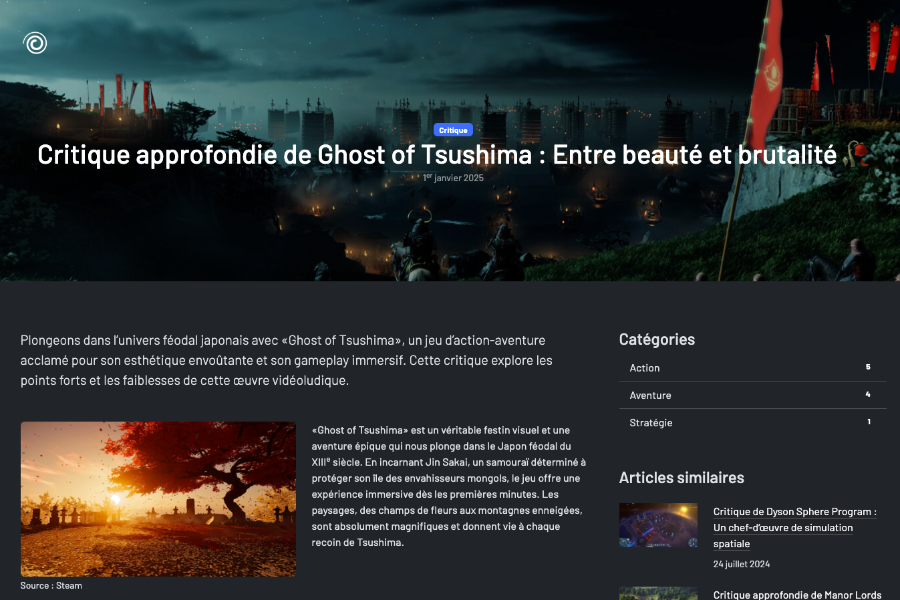 Critique
Critique approfondie de Ghost of Tsushima : Entre beauté et brutalité
1er janvier 2025
Plongeons dans l'univers féodal japonais avec «Ghost of Tsushima», un jeu d'action-aventure
acclamé pour son esthétique envoûtante et son gameplay immersif. Cette critique explore les
points forts et les faiblesses de cette œuvre vidéoludique.
«Ghost of Tsushima» est un véritable festin visuel et une
aventure épique qui nous plonge dans le Japon féodal du
XIIIe siècle. En incarnant Jin Sakai, un samouraï déterminé à
protéger son île des envahisseurs mongols, le jeu offre une
expérience immersive dès les premières minutes. Les
paysages, des champs de fleurs aux montagnes enneigées,
sont absolument magnifiques et donnent vie à chaque
recoin de Tsushima.
Source : Steam
Catégories
Action 5
Aventure 4
Stratégie 1
Articles similaires
Critique de Dyson Sphere Program :
Un chef-d'œuvre de simulation
spatiale
24 juillet 2024
Critique approfondie de Manor Lords